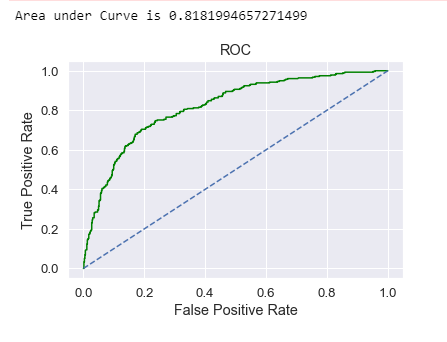 Area under Curve is 0.8181994657271499
ROC
1.0
0.8
0.6
0.4
0.2
0.0
True Positive Rate
0.0 0.2 0.4 0.6 0.8 1.0
False Positive Rate